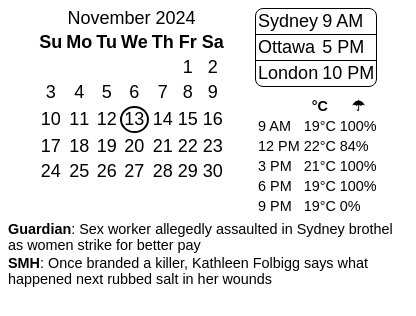 November 2024
Su Mo Tu We Th Fr Sa
1 2
3 4 5 6 7 8 9
10 11 12 13 14 15 16
17 18 19 20 21 22 23
24 25 26 27 28 29 30
Sydney 9 AM
Ottawa 5 PM
London 10 PM
°C ☂
9 AM 19°C 100%
12 PM 22°C 84%
3 PM 21°C 100%
6 PM 19°C 100%
9 PM 19°C 0%
Guardian: Sex worker allegedly assaulted in Sydney brothel
as women strike for better pay
SMH: Once branded a killer, Kathleen Folbigg says what
happened next rubbed salt in her wounds